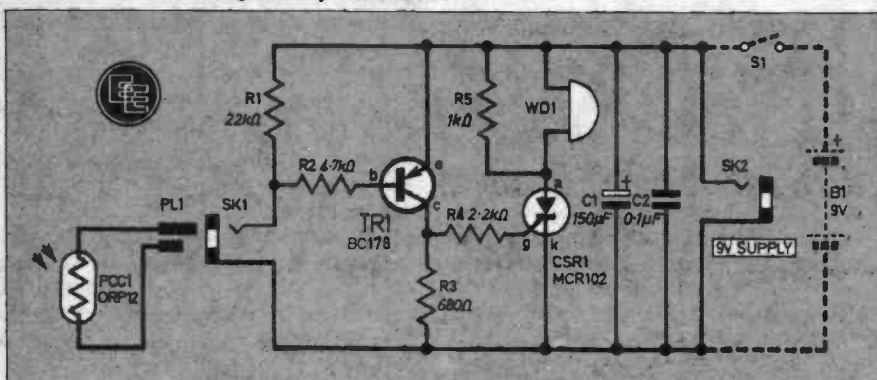 EE
R1
22kΩ
R2 4·7kΩ
b
e
c
TR1
BC178
R3
680Ω
R4 2·2kΩ
R5
1kΩ
WD1
a
g
k
CSR1
MCR102
+
C1
150μF
C2
0·1μF
S1
SK2
+
B1
9V
9V SUPPLY
PL1
SK1
PCC1
ORP12